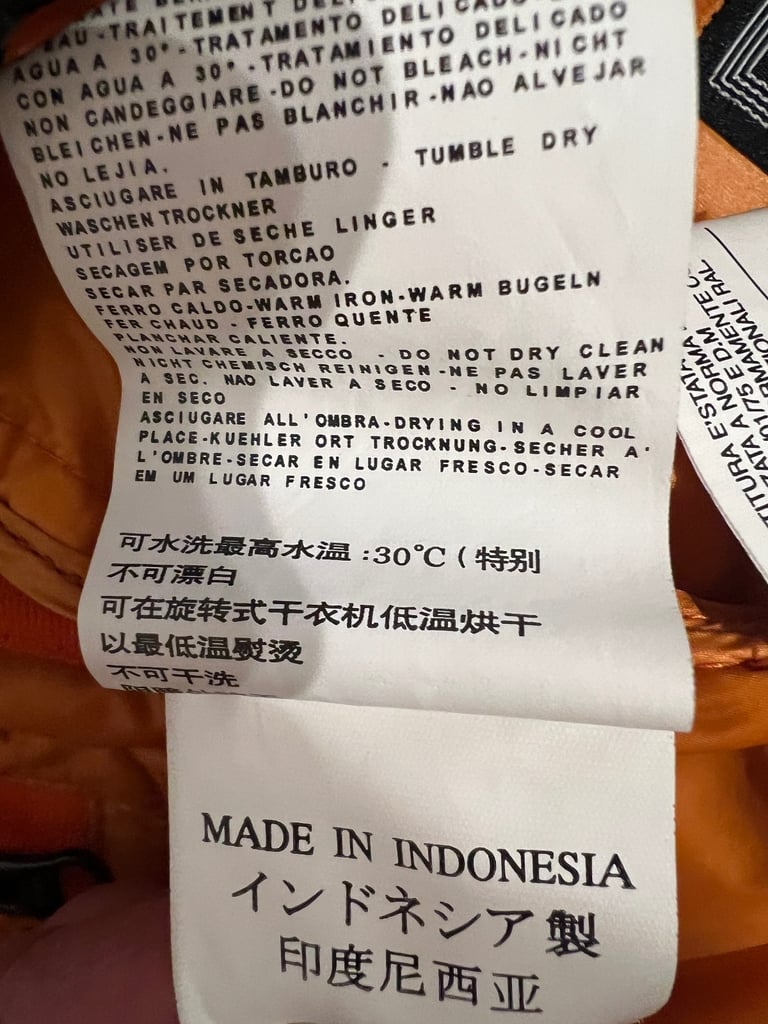 EAU-TRAITEMENT
AGUA A 30°-TRATAMENTO DELICADO
CON AGUA A 30°-TRATAMIENTO DELICADO
NON CANDEGGIARE-DO NOT BLEACH-NICHT
BLEICHEN-NE PAS BLANCHIR-NAO ALVEJAR
NO LEJIA.
ASCIUGARE IN TAMBURO - TUMBLE DRY
WASCHEN TROCKNER
UTILISER DE SECHE LINGER
SECAGEM POR TORCAO
SECAR PAR SECADORA.
FERRO CALDO-WARM IRON-WARM BUGELN
FER CHAUD - FERRO QUENTE
PLANCHAR CALIENTE.
NON LAVARE A SECCO - DO NOT DRY CLEAN
NICHT CHEMISCH REINIGEN-NE PAS LAVER
A SEC. NAO LAVER A SECO - NO LIMPIAR
EN SECO
ASCIUGARE ALL'OMBRA-DRYING IN A COOL
PLACE-KUEHLER ORT TROCKNUNG-SECHER A'
L'OMBRE-SECAR EN LUGAR FRESCO-SECAR
EM UM LUGAR FRESCO
可水洗最高水温:30℃(特别
不可漂白
可在旋转式干衣机低温烘干
以最低温熨烫
不可干洗
MADE IN INDONESIA
インドネシア製
印度尼西亚